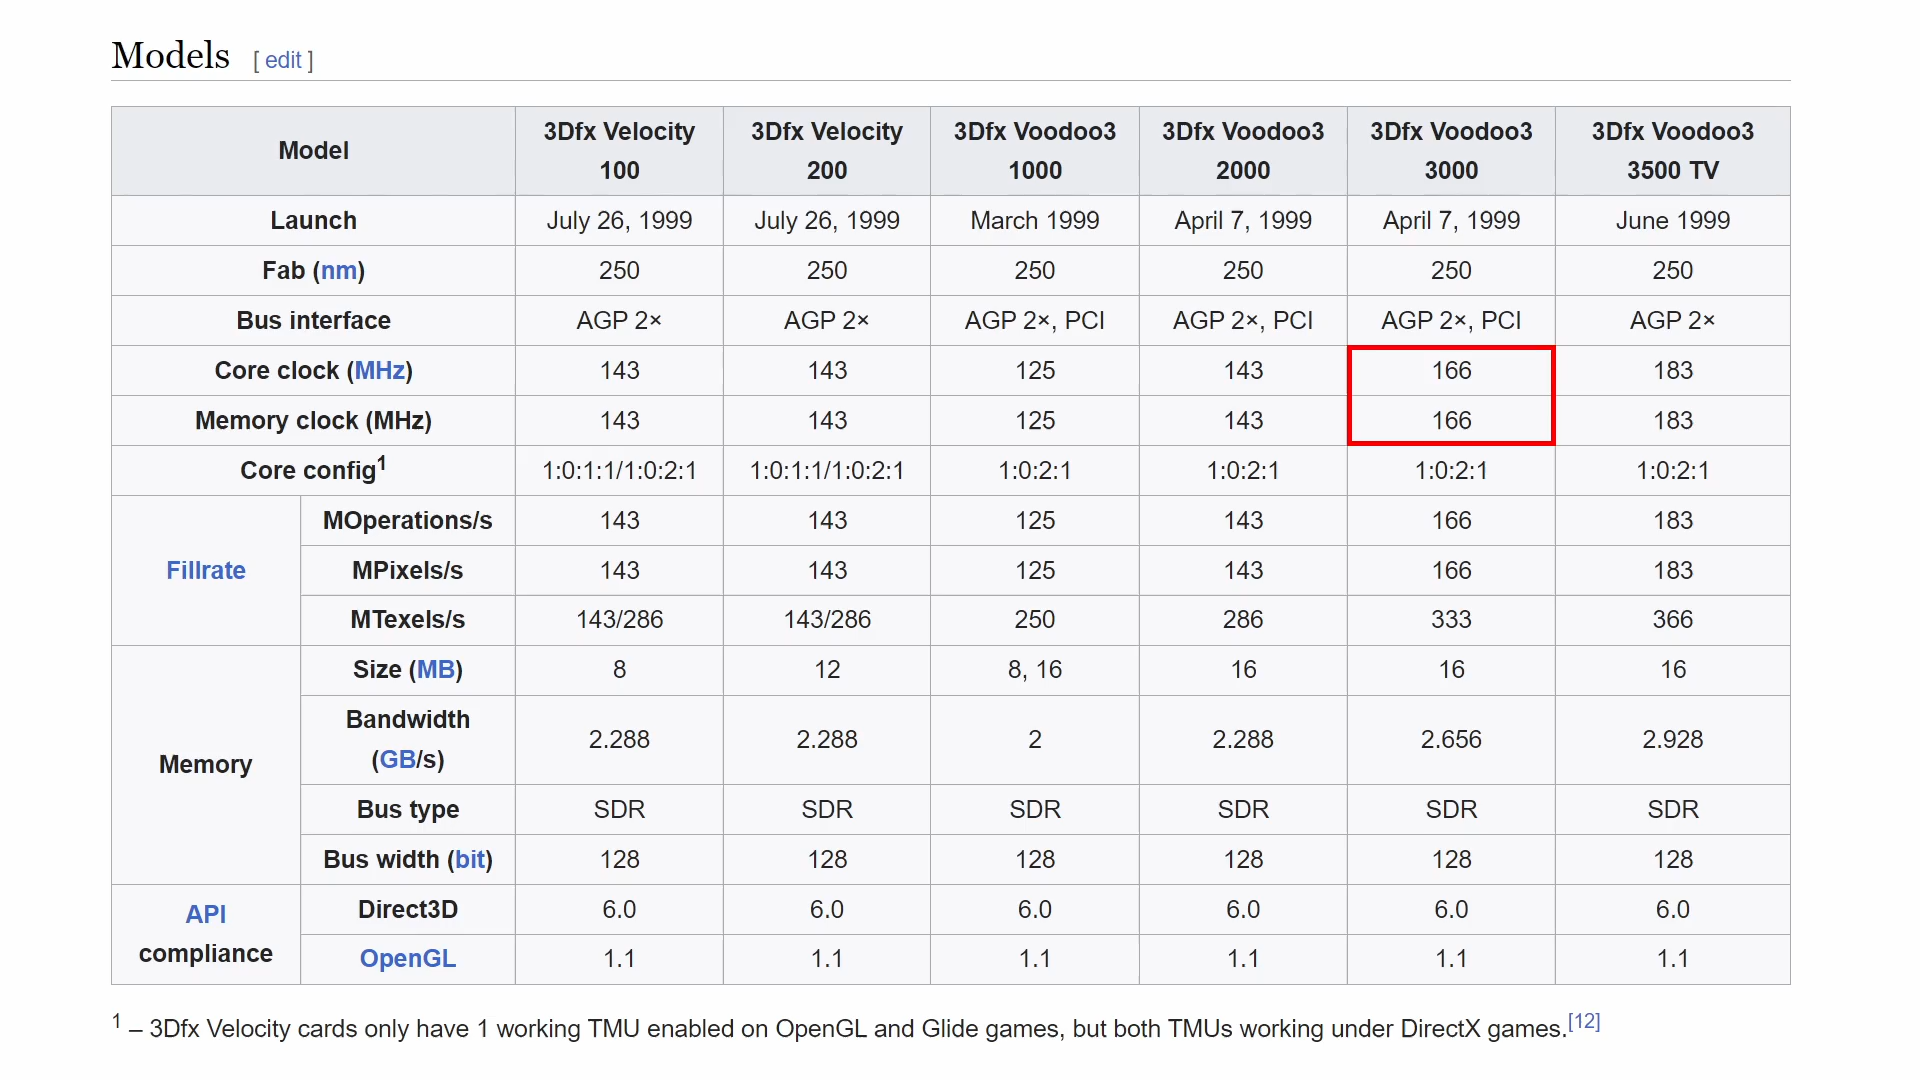 Models [ edit ]
Model 3Dfx Velocity 100 3Dfx Velocity 200 3Dfx Voodoo3 1000 3Dfx Voodoo3 2000 3Dfx Voodoo3 3000 3Dfx Voodoo3 3500 TV
Launch July 26, 1999 July 26, 1999 March 1999 April 7, 1999 April 7, 1999 June 1999
Fab (nm) 250 250 250 250 250 250
Bus interface AGP 2× AGP 2× AGP 2×, PCI AGP 2×, PCI AGP 2×, PCI AGP 2×
Core clock (MHz) 143 143 125 143 166 183
Memory clock (MHz) 143 143 125 143 166 183
Core config1 1:0:1:1/1:0:2:1 1:0:1:1/1:0:2:1 1:0:2:1 1:0:2:1 1:0:2:1 1:0:2:1
Fillrate MOperations/s 143 143 125 143 166 183
MPixels/s 143 143 125 143 166 183
MTexels/s 143/286 143/286 250 286 333 366
Memory Size (MB) 8 12 8, 16 16 16 16
Bandwidth (GB/s) 2.288 2.288 2 2.288 2.656 2.928
Bus type SDR SDR SDR SDR SDR SDR
Bus width (bit) 128 128 128 128 128 128
API compliance Direct3D 6.0 6.0 6.0 6.0 6.0 6.0
OpenGL 1.1 1.1 1.1 1.1 1.1 1.1
1 – 3Dfx Velocity cards only have 1 working TMU enabled on OpenGL and Glide games, but both TMUs working under DirectX games.[12]